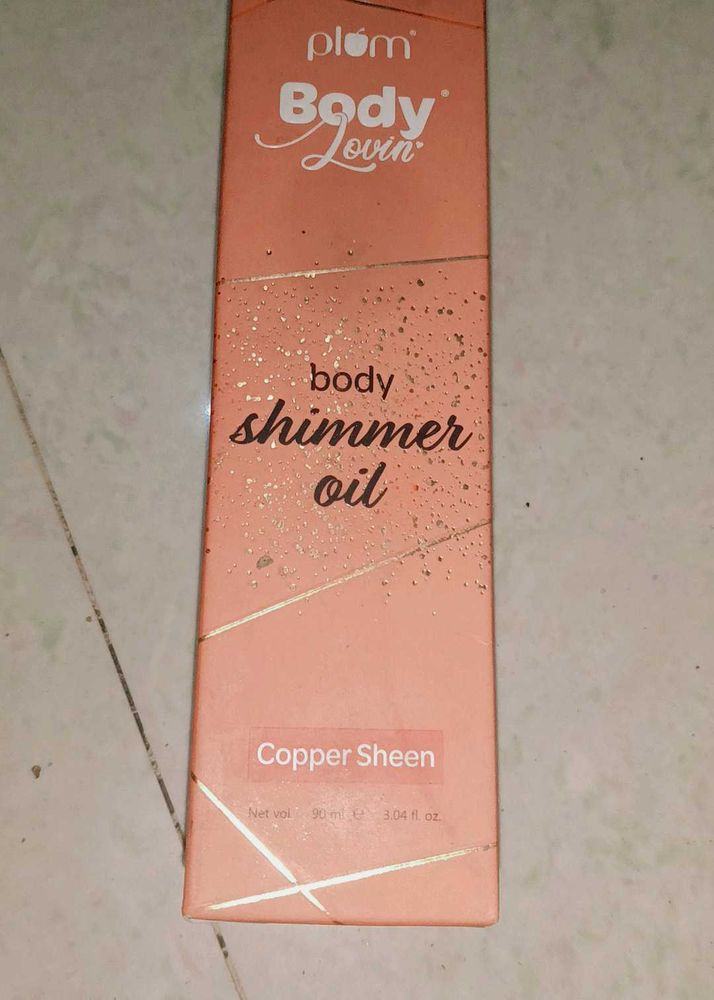 plum®
Body®
Lovin'
body
shimmer
oil
Copper Sheen
Net vol 90 ml ℮ 3.04 fl. oz.